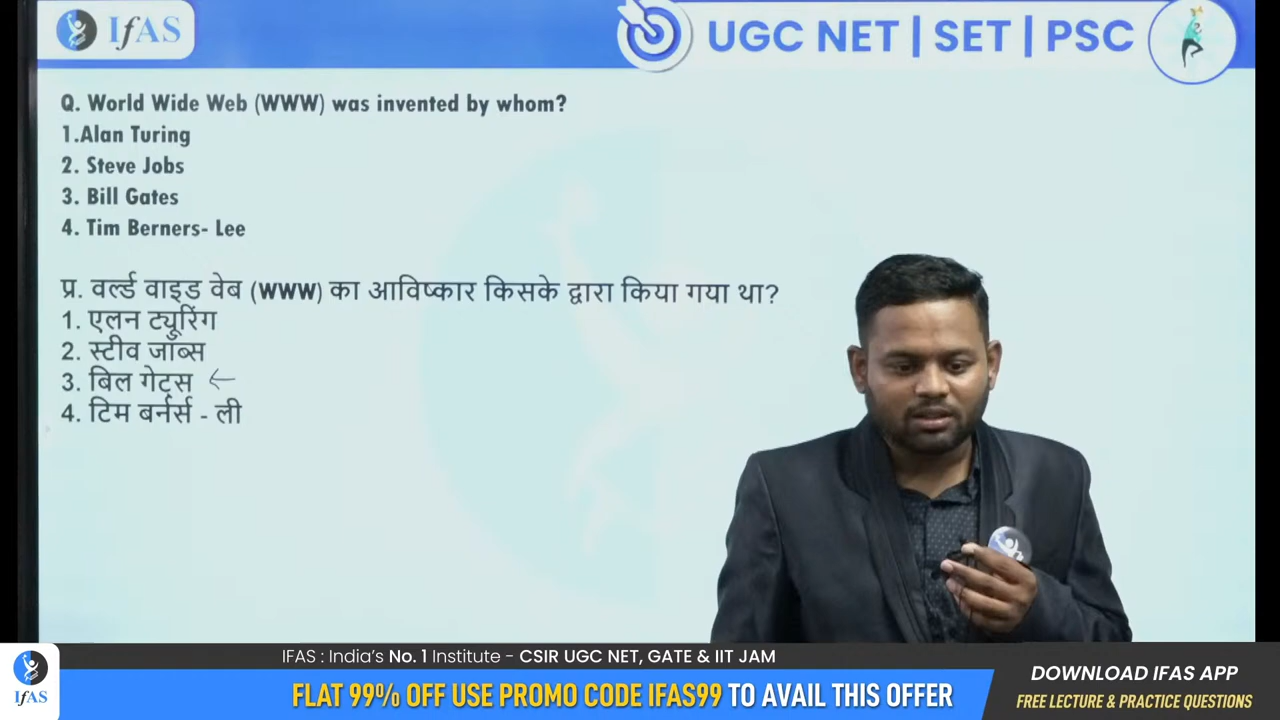 IfAS
UGC NET | SET | PSC
Q. World Wide Web (WWW) was invented by whom?
1.Alan Turing
2. Steve Jobs
3. Bill Gates
4. Tim Berners- Lee
प्र. वर्ल्ड वाइड वेब (WWW) का आविष्कार किसके द्वारा किया गया था?
1. एलन ट्यूरिंग
2. स्टीव जॉब्स
3. बिल गेट्स
4. टिम बर्नर्स - ली
IFAS : India's No. 1 Institute - CSIR UGC NET, GATE & IIT JAM
IfAS
FLAT 99% OFF USE PROMO CODE IFAS99 TO AVAIL THIS OFFER
DOWNLOAD IFAS APP
FREE LECTURE & PRACTICE QUESTIONS